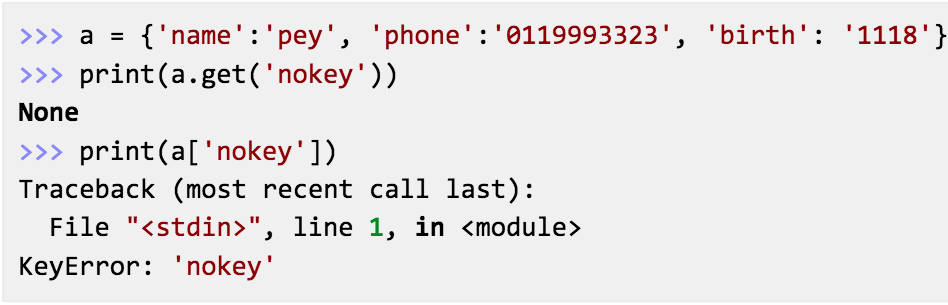 >>> a = {'name':'pey', 'phone':'0119993323', 'birth': '1118'}
>>> print(a.get('nokey'))
None
>>> print(a['nokey'])
Traceback (most recent call last):
  File "<stdin>", line 1, in <module>
KeyError: 'nokey'